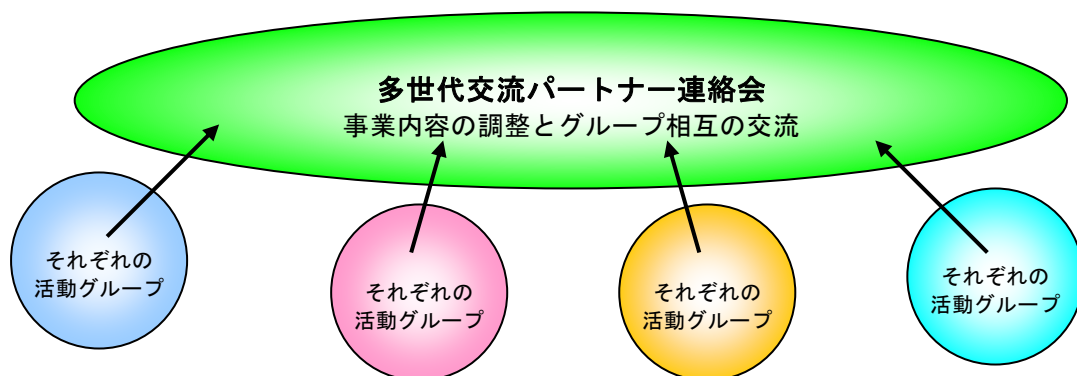 多世代交流パートナー連絡会
事業内容の調整とグループ相互の交流
それぞれの
活動グループ
それぞれの
活動グループ
それぞれの
活動グループ
それぞれの
活動グループ